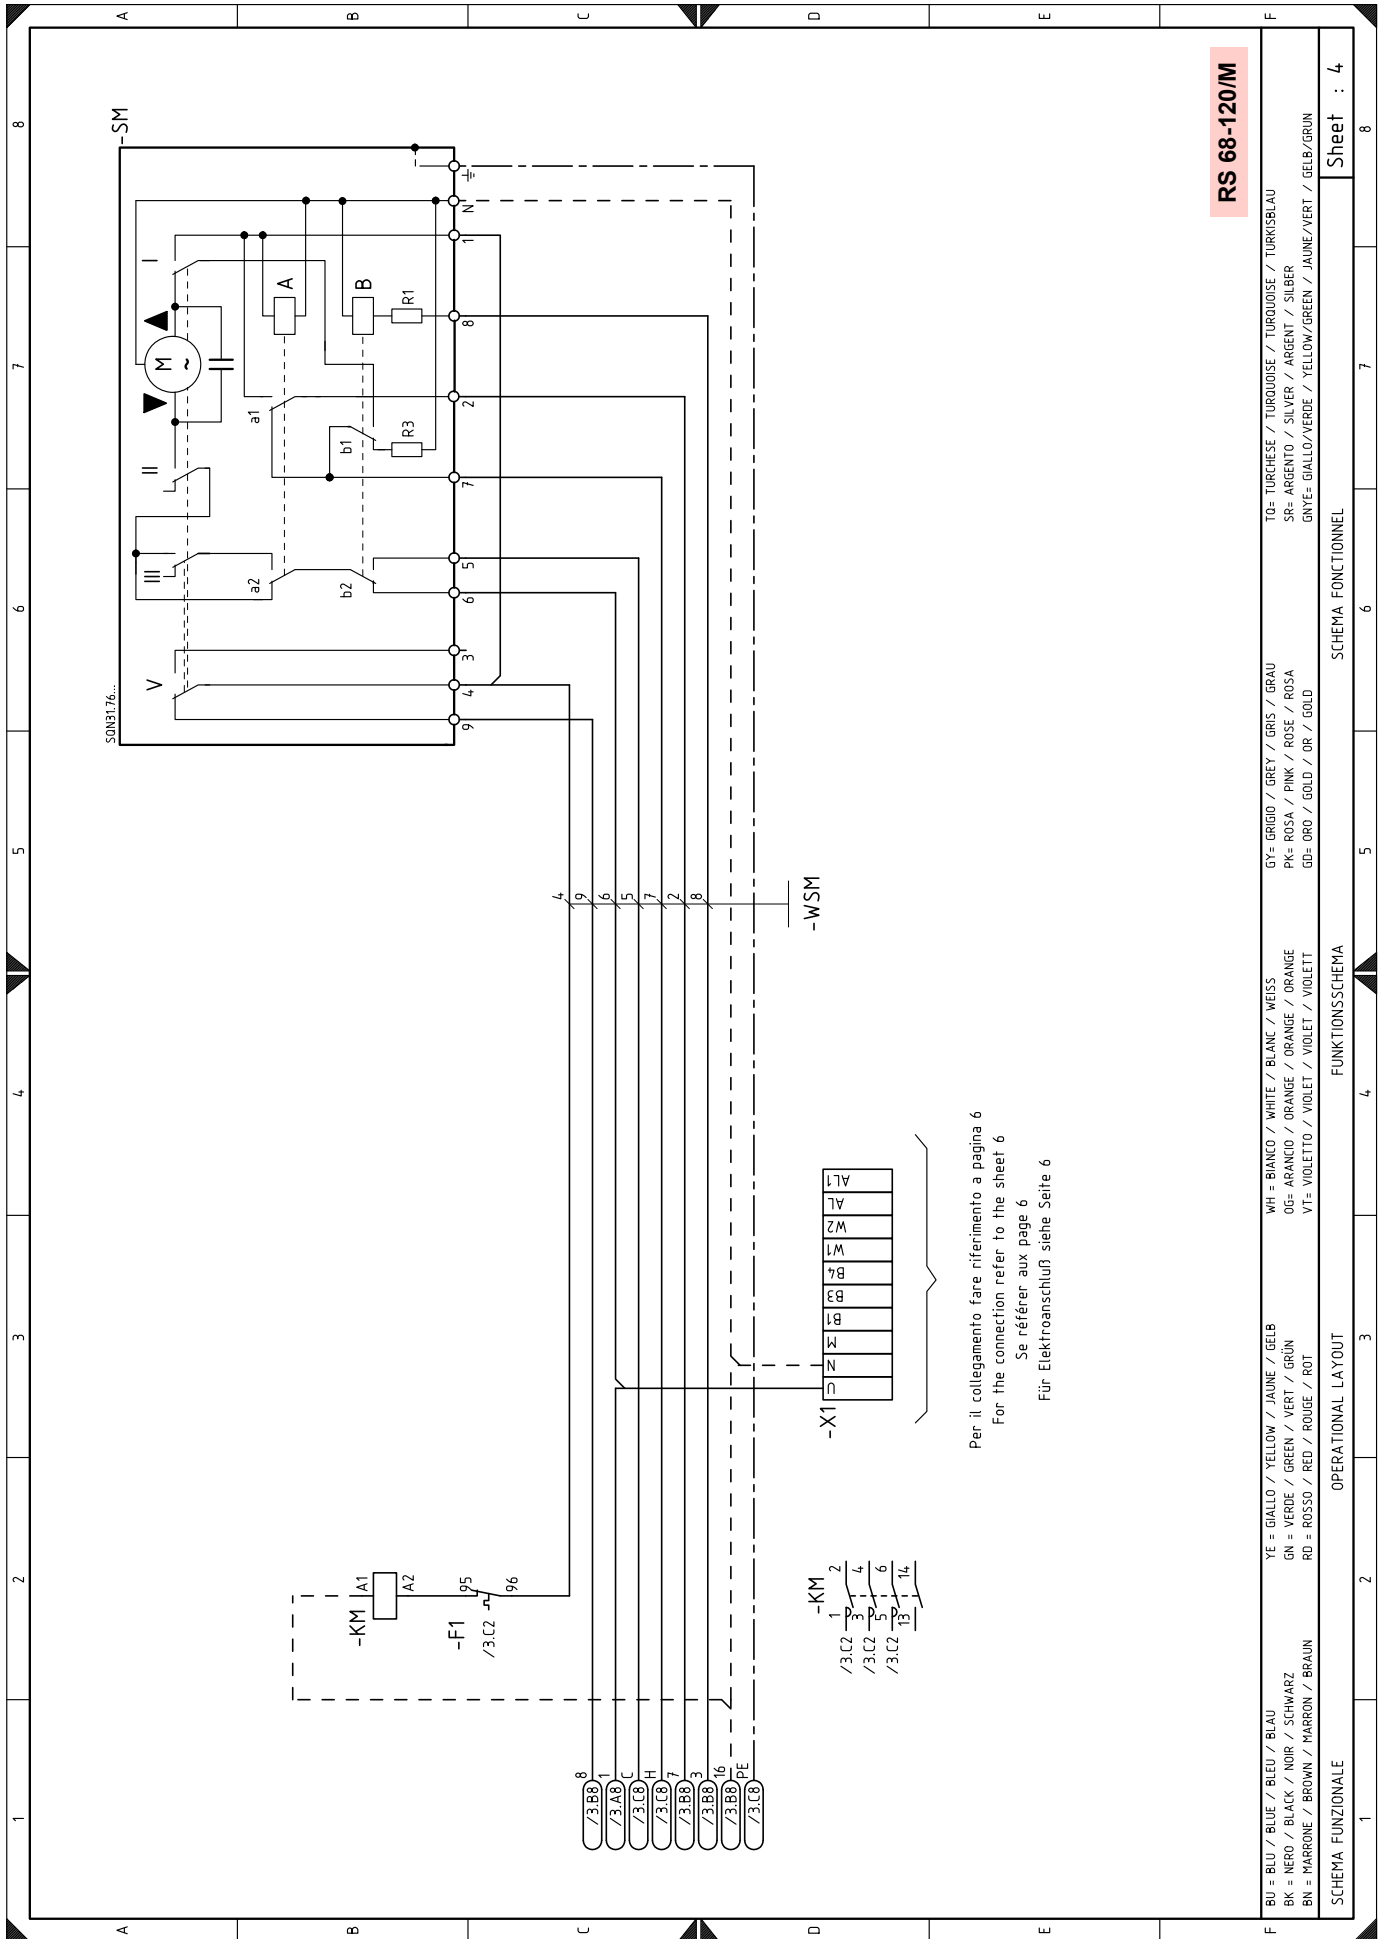 1 2 3 4 5 6 7 8
A A
B B
C C
D D
E E
F F
-SM
SQN31.76...
V III II I
M
~
A
B
a2 a1
b2 b1
R3 R1
9 4 3 6 5 7 2 8 1 N
-KM
A1
A2
-F1
/3.C2
95
96
4
9
6
5
7
2
8
-WSM
/3.B8 8
/3.A8 1
/3.C8 C
/3.C8 H
/3.B8 7
/3.B8 3
/3.B8 16
/3.C8 PE
-KM
/3.C2 1 2
/3.C2 3 4
/3.C2 5 6
13 14
-X1
U N M B1 B3 B4 W1 W2 AL AL1
Per il collegamento fare riferimento a pagina 6
For the connection refer to the sheet 6
Se référer aux page 6
Für Elektroanschluß siehe Seite 6
RS 68-120/M
BU = BLU / BLUE / BLEU / BLAU
BK = NERO / BLACK / NOIR / SCHWARZ
BN = MARRONE / BROWN / MARRON / BRAUN
YE = GIALLO / YELLOW / JAUNE / GELB
GN = VERDE / GREEN / VERT / GRÜN
RD = ROSSO / RED / ROUGE / ROT
WH = BIANCO / WHITE / BLANC / WEISS
OG= ARANCIO / ORANGE / ORANGE / ORANGE
VT= VIOLETTO / VIOLET / VIOLET / VIOLETT
GY= GRIGIO / GREY / GRIS / GRAU
PK= ROSA / PINK / ROSE / ROSA
GD= ORO / GOLD / OR / GOLD
TQ= TURCHESE / TURQUOISE / TURQUOISE / TURKISBLAU
SR= ARGENTO / SILVER / ARGENT / SILBER
GNYE= GIALLO/VERDE / YELLOW/GREEN / JAUNE/VERT / GELB/GRUN
SCHEMA FUNZIONALE OPERATIONAL LAYOUT FUNKTIONSSCHEMA SCHEMA FONCTIONNEL Sheet : 4
1 2 3 4 5 6 7 8